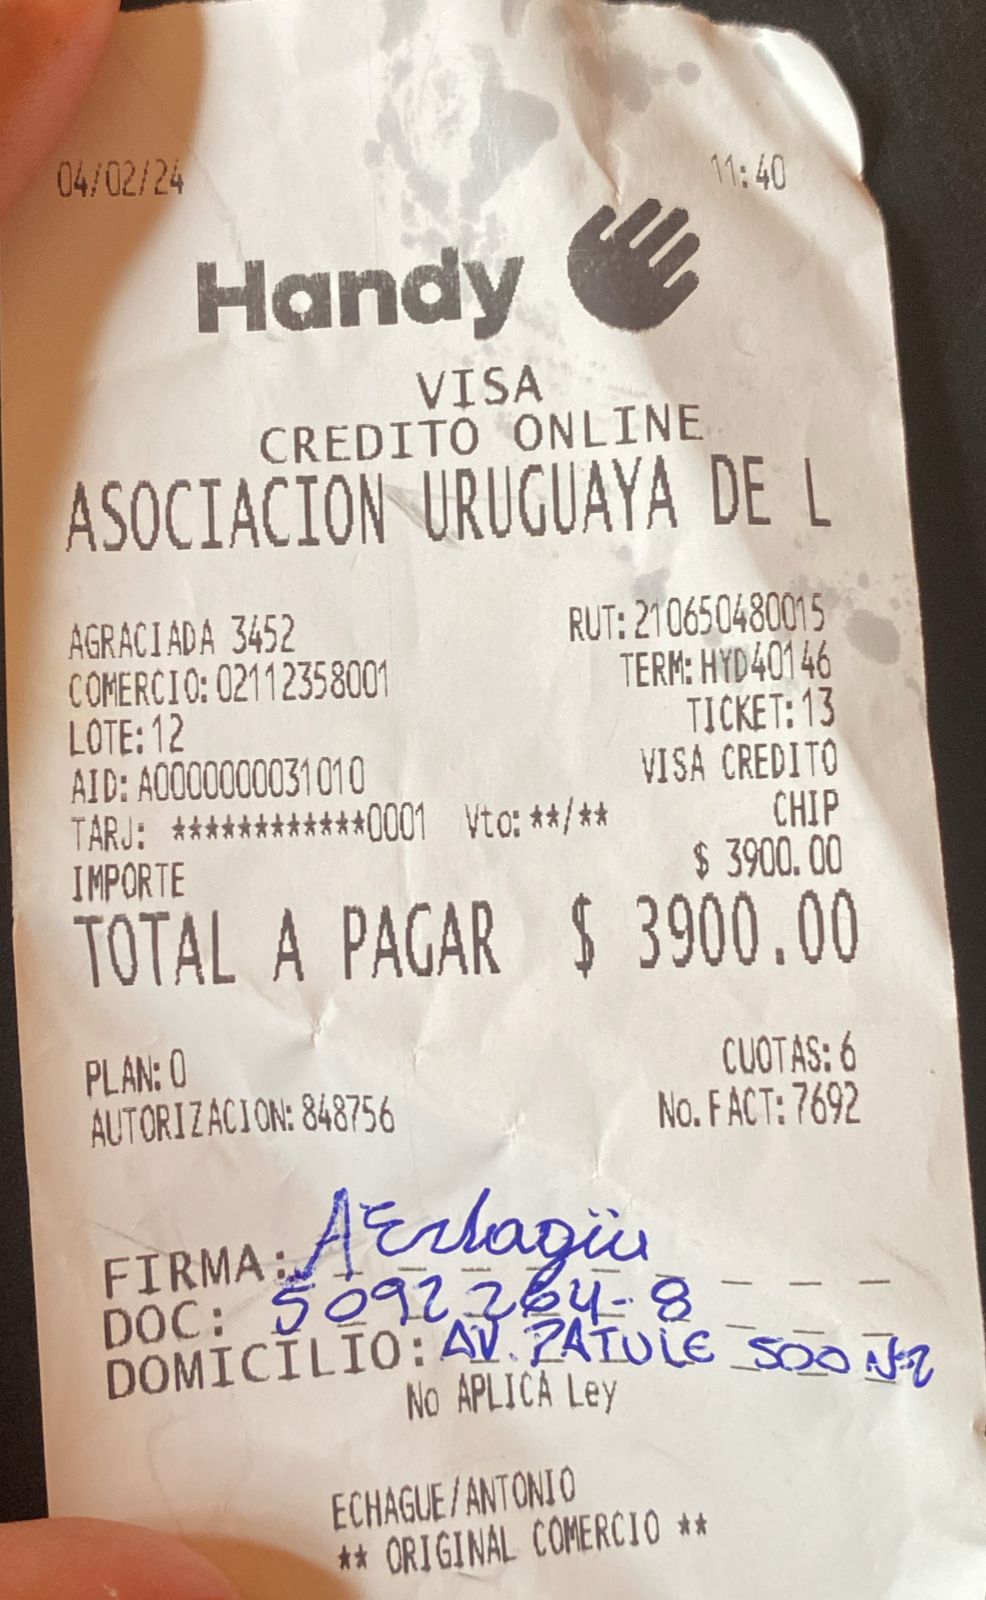 04/02/24 11:40
Handy
VISA
CREDITO ONLINE
ASOCIACION URUGUAYA DE L
AGRACIADA 3452 RUT:210650480015
COMERCIO:02112358001 TERM:HYD40146
LOTE:12 TICKET:13
AID:A0000000031010 VISA CREDITO
TARJ: ************0001 Vto:**/** CHIP
IMPORTE $ 3900.00
TOTAL A PAGAR $ 3900.00
PLAN:0 CUOTAS:6
AUTORIZACION:848756 No.FACT:7692
FIRMA: AEchagüe
DOC: 5092264-8
DOMICILIO: AV. 500
No APLICA Ley
ECHAGUE/ANTONIO
** ORIGINAL COMERCIO **